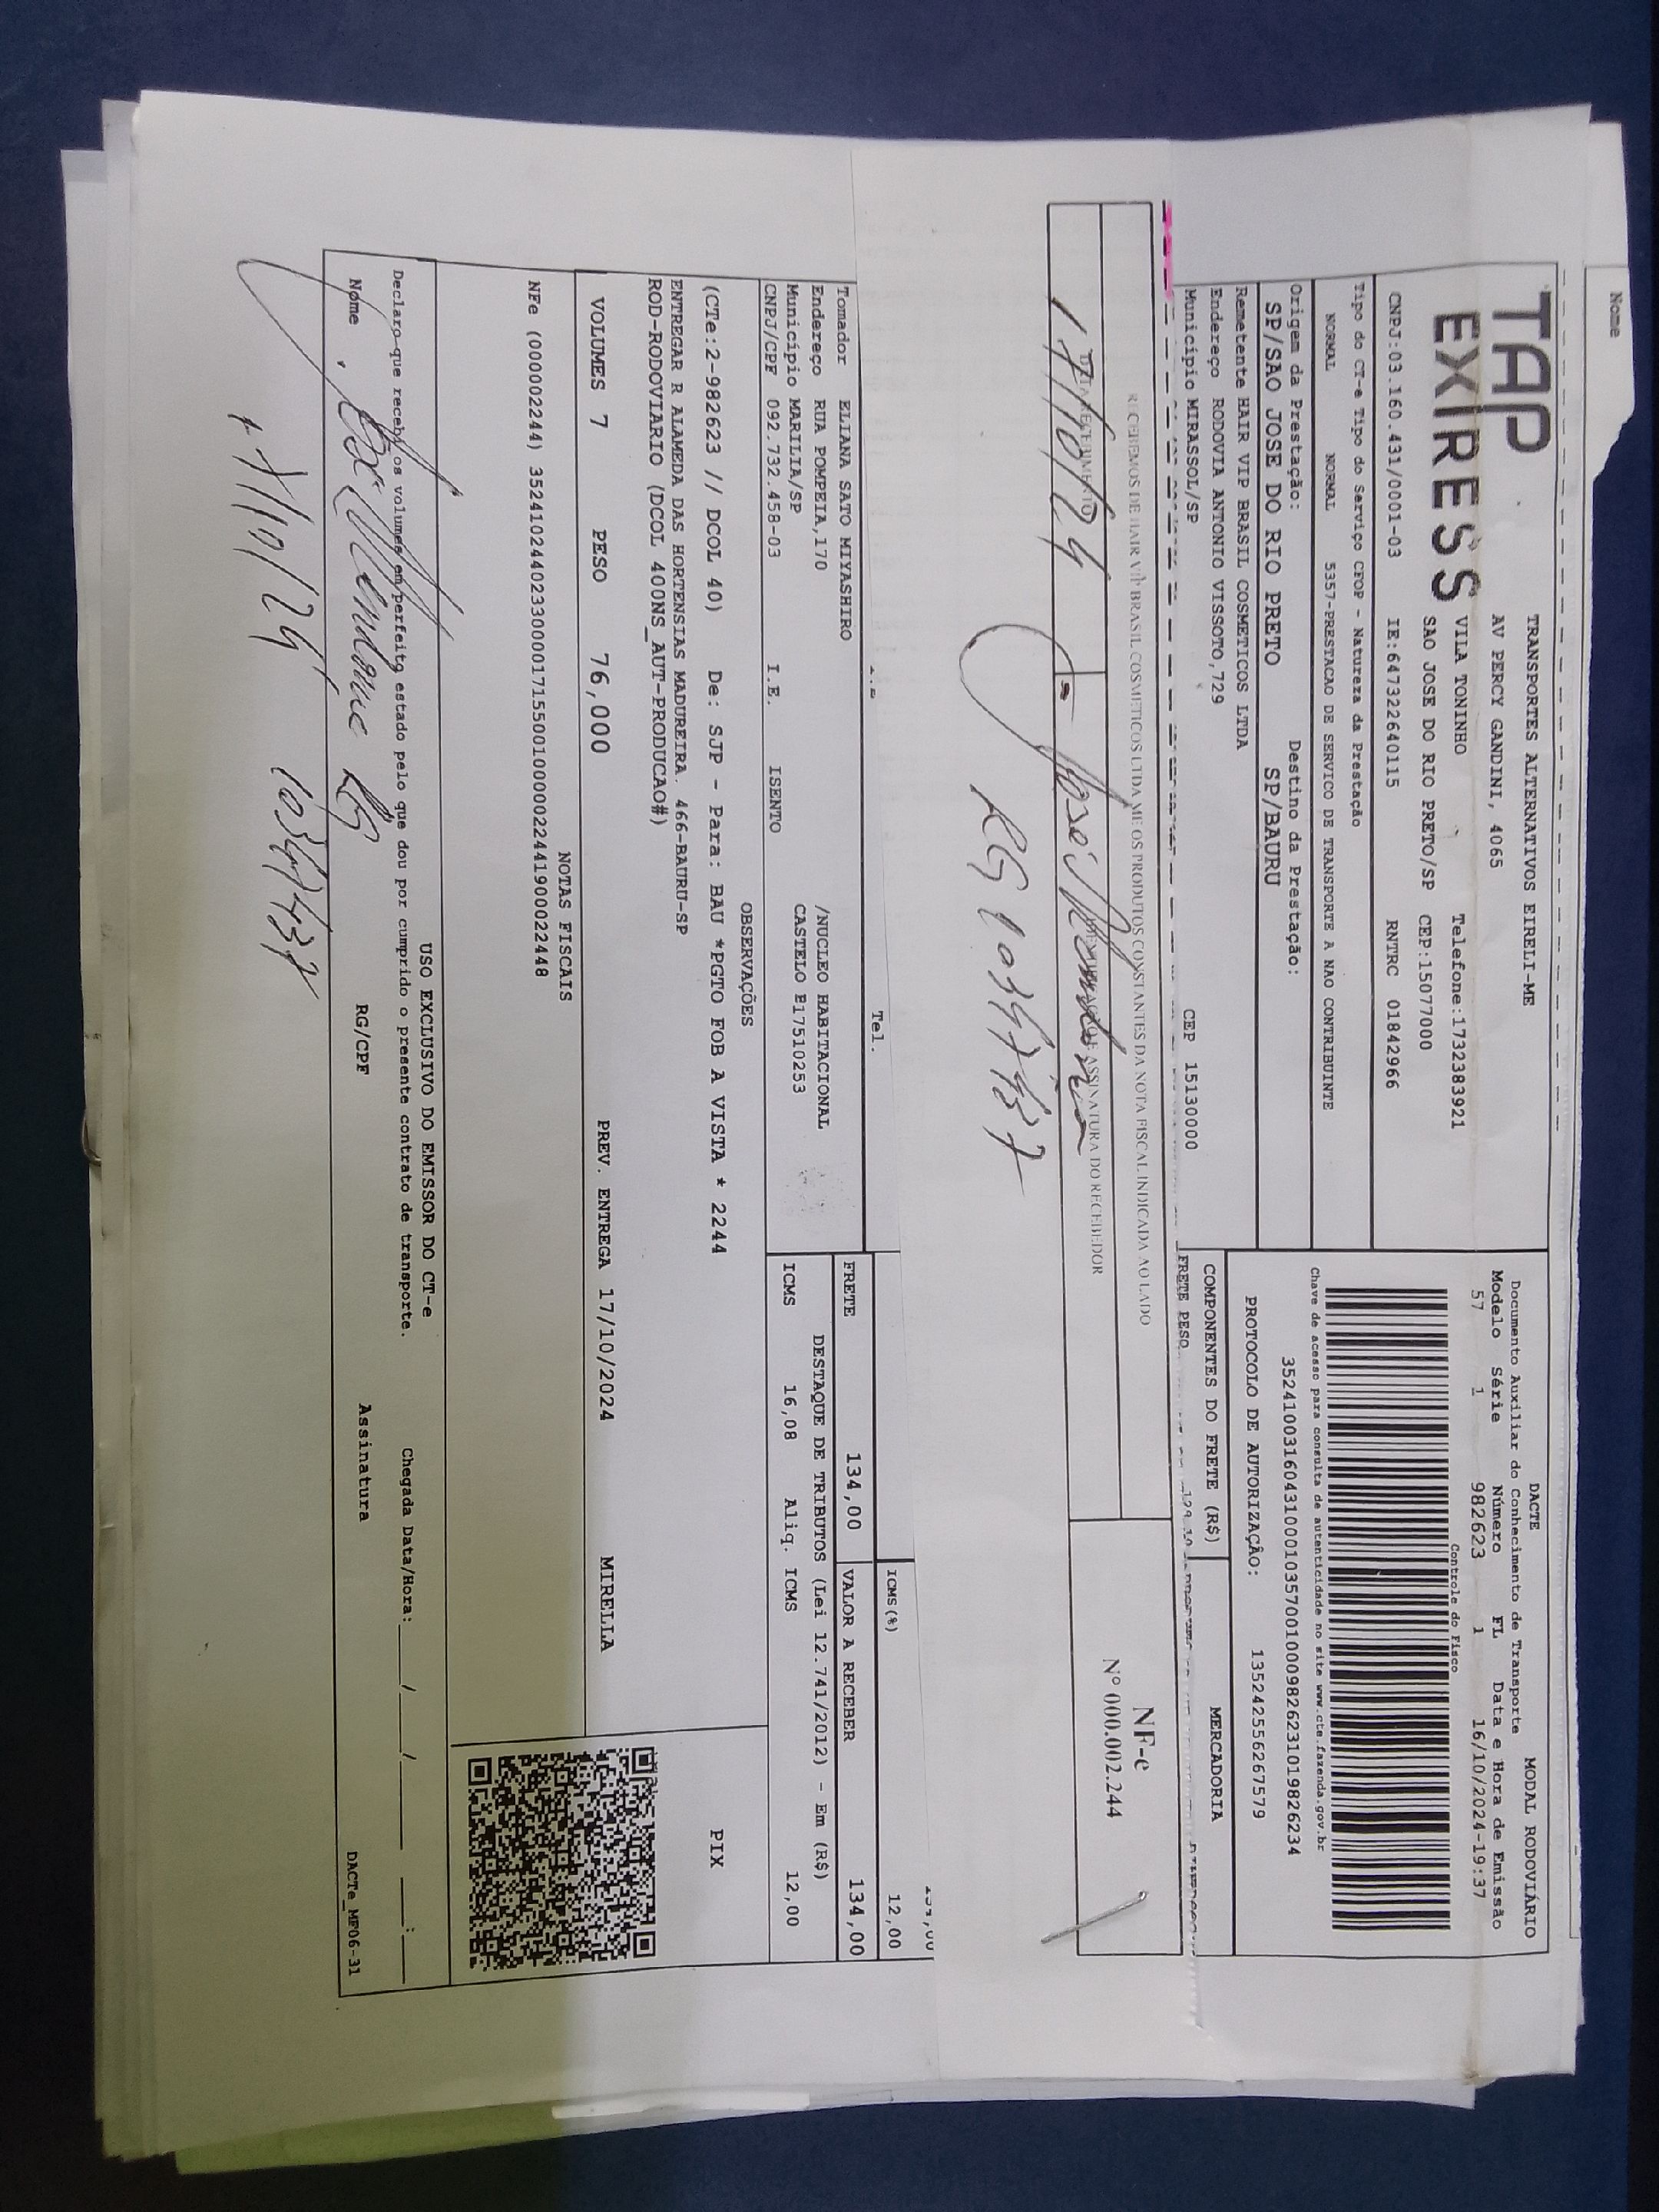 Nome
TAP
EXPRESS
TRANSPORTES ALTERNATIVOS EIRELI-ME
AV PERCY GANDINI, 4065
VILA TONINHO Telefone:1732383921
SAO JOSE DO RIO PRETO/SP CEP:15077000
CNPJ:03.160.431/0001-03 IE:647322640115 RNTRC 01842966
Tipo do CT-e Tipo do Serviço CFOP - Natureza da Prestação
NORMAL NORMAL 5357-PRESTACAO DE SERVICO DE TRANSPORTE A NAO CONTRIBUINTE
Origem da Prestação: Destino da Prestação:
SP/SAO JOSE DO RIO PRETO SP/BAURU
Remetente HAIR VIP BRASIL COSMETICOS LTDA
Endereço RODOVIA ANTONIO VISSOTO,729
Município MIRASSOL/SP CEP 15130000
DACTE MODAL RODOVIÁRIO
Documento Auxiliar do Conhecimento de Transporte
Modelo Série Número FL Data e Hora de Emissão
57 1 982623 1 16/10/2024-19:37
Controle do Fisco
Chave de acesso para consulta de autenticidade no site www.cte.fazenda.gov.br
35241003160431000103570010009826231019826234
PROTOCOLO DE AUTORIZAÇÃO: 135242556267579
COMPONENTES DO FRETE (R$) MERCADORIA
FRETE PESO
RECEBEMOS DE HAIR VIP BRASIL COSMETICOS LTDA ME OS PRODUTOS CONSTANTES DA NOTA FISCAL INDICADA AO LADO
DATA RECEBIMENTO IDENTIFICAÇÃO E ASSINATURA DO RECEBEDOR
17/10/24 José
RG 10347437
NF-e
N° 000.002.244
Tel.
ICMS(%)
12,00
Tomador ELIANA SATO MIYASHIRO
Endereço RUA POMPEIA,170 /NUCLEO HABITACIONAL
Município MARILIA/SP CASTELO B17510253
CNPJ/CPF 092.732.458-03 I.E. ISENTO
FRETE 134,00 VALOR A RECEBER 134,00
DESTAQUE DE TRIBUTOS (Lei 12.741/2012) - Em (R$)
ICMS 16,08 Aliq. ICMS 12,00
OBSERVAÇÕES
(CTe:2-982623 // DCOL 40) De: SJP - Para: BAU *PGTO FOB A VISTA * 2244
ENTREGAR R ALAMEDA DAS HORTENSIAS MADUREIRA. 466-BAURU-SP
ROD-RODOVIARIO (DCOL 400NS_AUT-PRODUCAO#)
PIX
VOLUMES 7 PESO 76,000 PREV. ENTREGA 17/10/2024 MIRELLA
NOTAS FISCAIS
NFe (000002244) 35241024402330000171550010000022441900022448
USO EXCLUSIVO DO EMISSOR DO CT-e
Declaro que recebi os volumes em perfeito estado pelo que dou por cumprido o presente contrato de transporte. Chegada Data/Hora:___/___/_____ ___:___
Nome RG/CPF Assinatura
José RG 10347437
17/10/24
DACTe_MF06-31